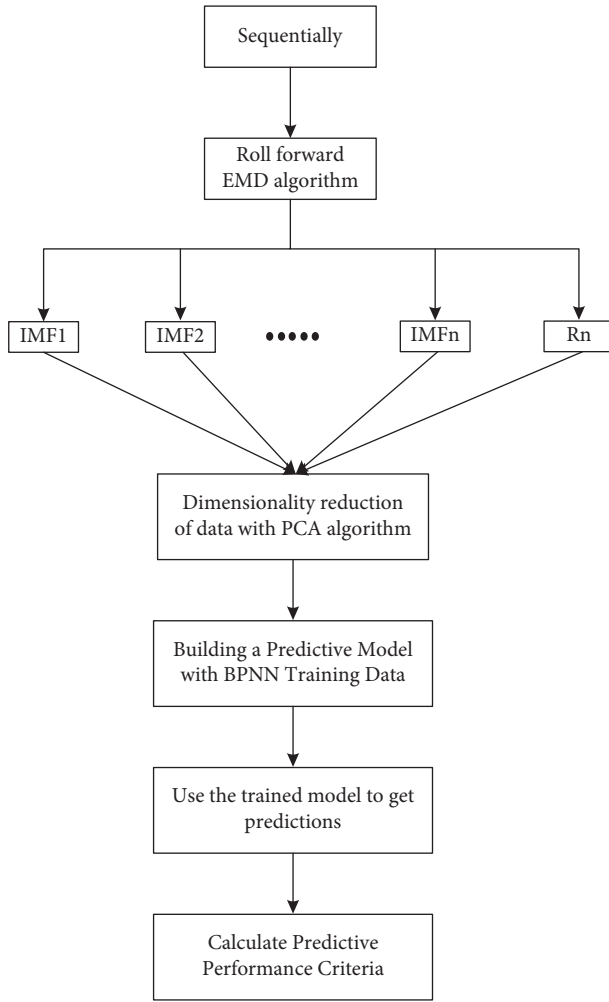 Sequentially
Roll forward
EMD algorithm
IMF1
IMF2
IMFn
Rn
Dimensionality reduction
of data with PCA algorithm
Building a Predictive Model
with BPNN Training Data
Use the trained model to get
predictions
Calculate Predictive
Performance Criteria